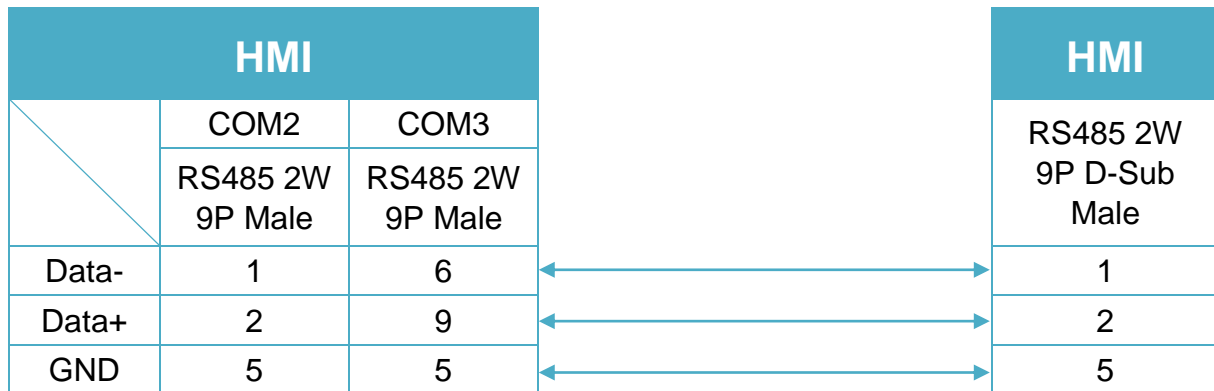 HMI HMI
COM2 COM3
RS485 2W RS485 2W RS485 2W
9P Male 9P Male 9P D-Sub
Male
Data- 1 6 1
Data+ 2 9 2
GND 5 5 5